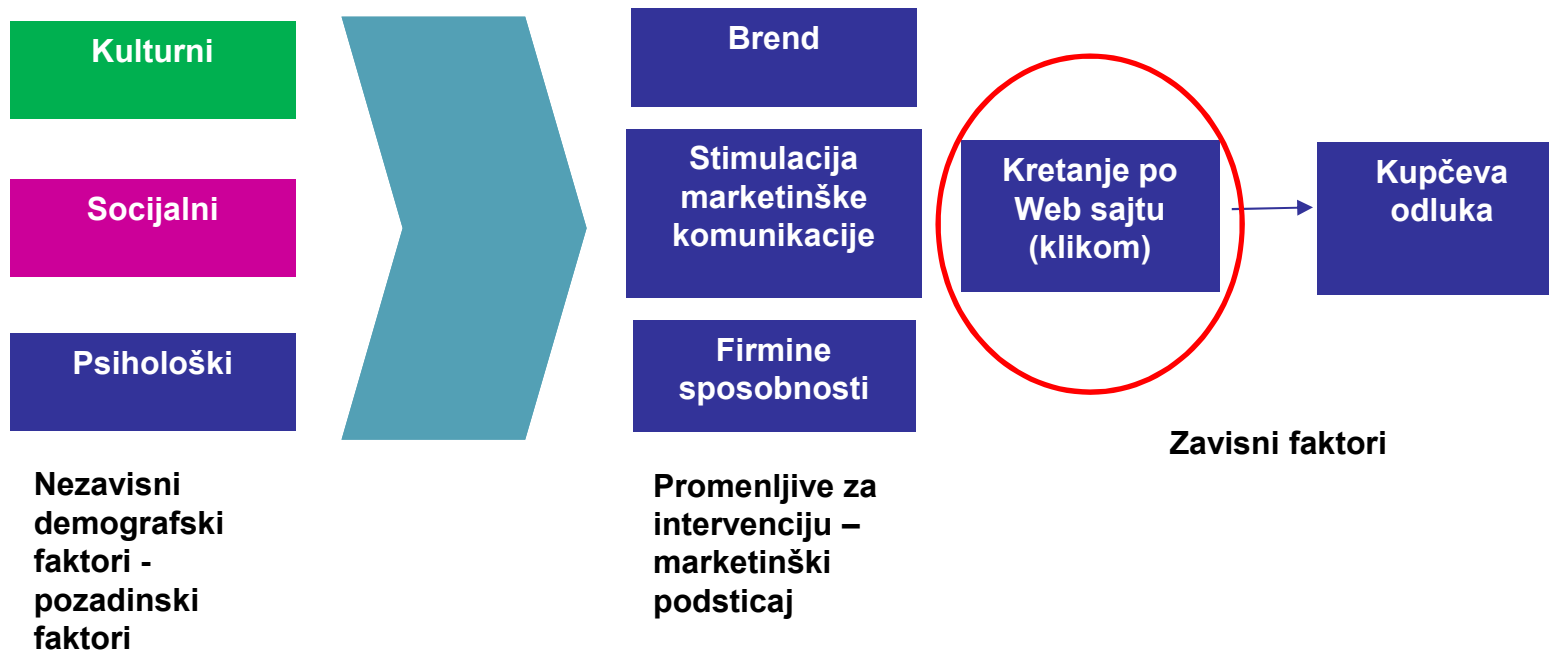 Kulturni
Socijalni
Psihološki
Nezavisni
demografski
faktori -
pozadinski
faktori
Brend
Stimulacija
marketinške
komunikacije
Firmine
sposobnosti
Promenljive za
intervenciju –
marketinški
podsticaj
Kretanje po
Web sajtu
(klikom)
Kupčeva
odluka
Zavisni faktori